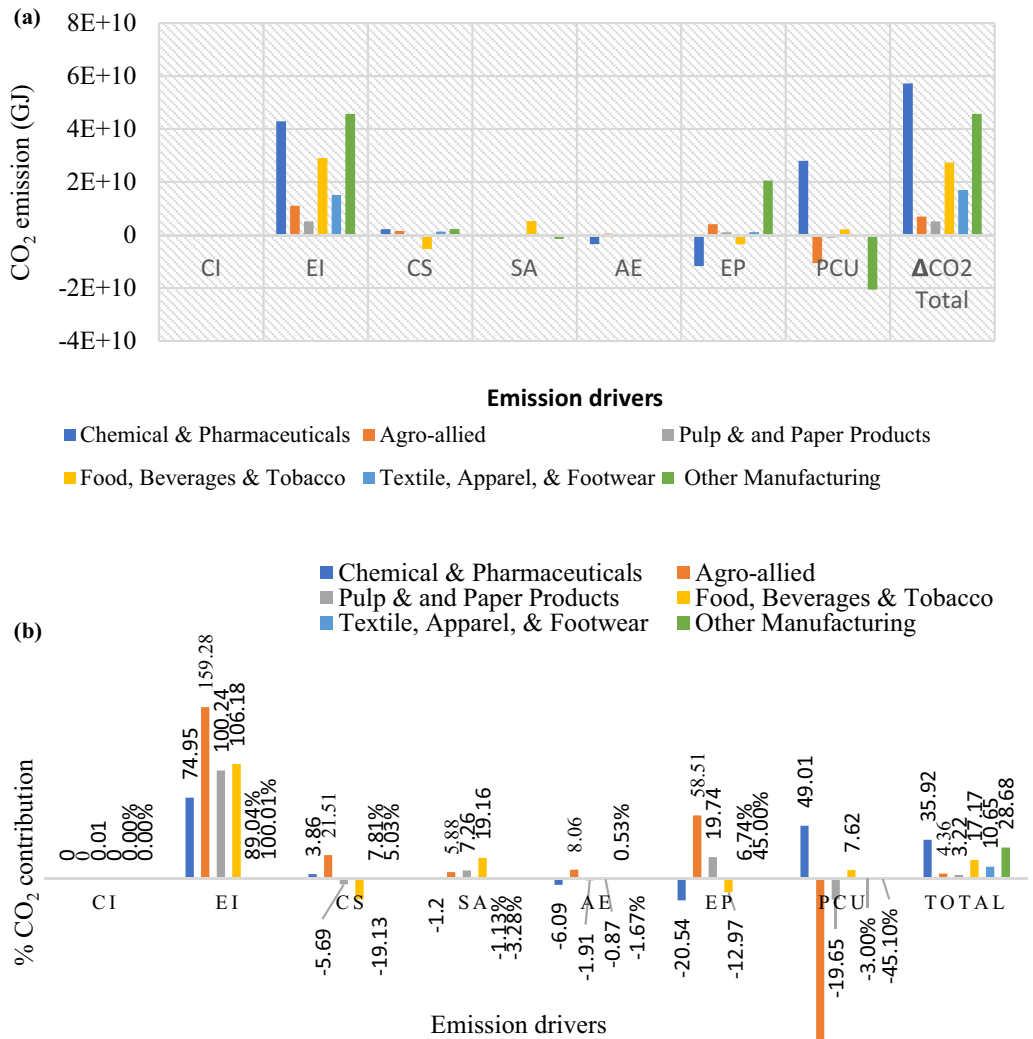 (a)
8E+10
6E+10
4E+10
2E+10
0
-2E+10
-4E+10
CO2 emission (GJ)
CI EI CS SA AE EP PCU ΔCO2
Total
Emission drivers
Chemical & Pharmaceuticals Agro-allied Pulp & and Paper Products
Food, Beverages & Tobacco Textile, Apparel, & Footwear Other Manufacturing
Chemical & Pharmaceuticals Agro-allied
Pulp & and Paper Products Food, Beverages & Tobacco
Textile, Apparel, & Footwear Other Manufacturing
(b)
% CO2 contribution
0 0 0.01 0 0.00% 0.00%
74.95 159.28 100.24 106.18 89.04% 100.01%
3.86 21.51 -5.69 -19.13 7.81% 5.03%
-1.2 5.88 7.26 19.16 -1.13% -3.28%
-6.09 8.06 -1.91 -0.87 0.53% -1.67%
-20.54 58.51 19.74 -12.97 6.74% 45.00%
49.01 -19.65 7.62 -3.00% -45.10%
35.92 4.36 3.22 17.17 10.65 28.68
CI EI CS SA AE EP PCU TOTAL
Emission drivers